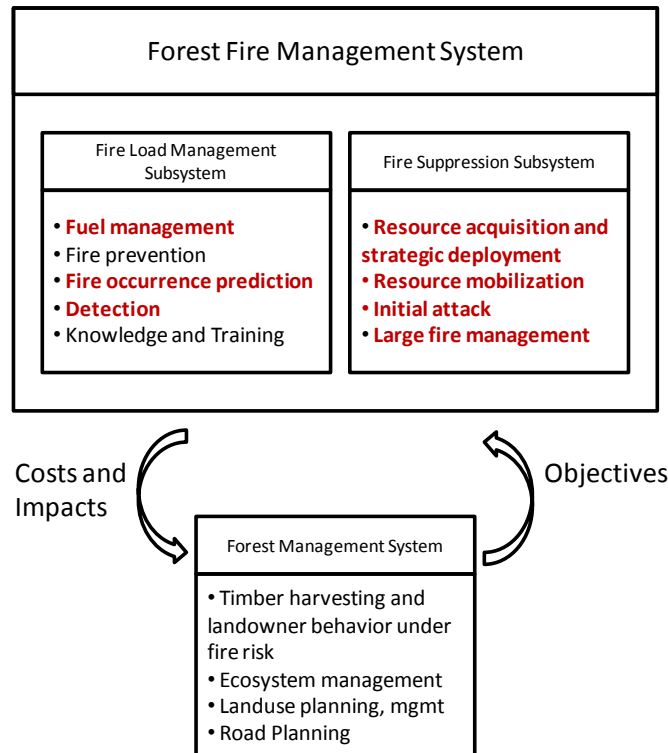 Forest Fire Management System
Fire Load Management
Subsystem
• Fuel management
• Fire prevention
• Fire occurrence prediction
• Detection
• Knowledge and Training
Fire Suppression Subsystem
• Resource acquisition and
strategic deployment
• Resource mobilization
• Initial attack
• Large fire management
Costs and
Impacts
Objectives
Forest Management System
• Timber harvesting and
landowner behavior under
fire risk
• Ecosystem management
• Landuse planning, mgmt
• Road Planning